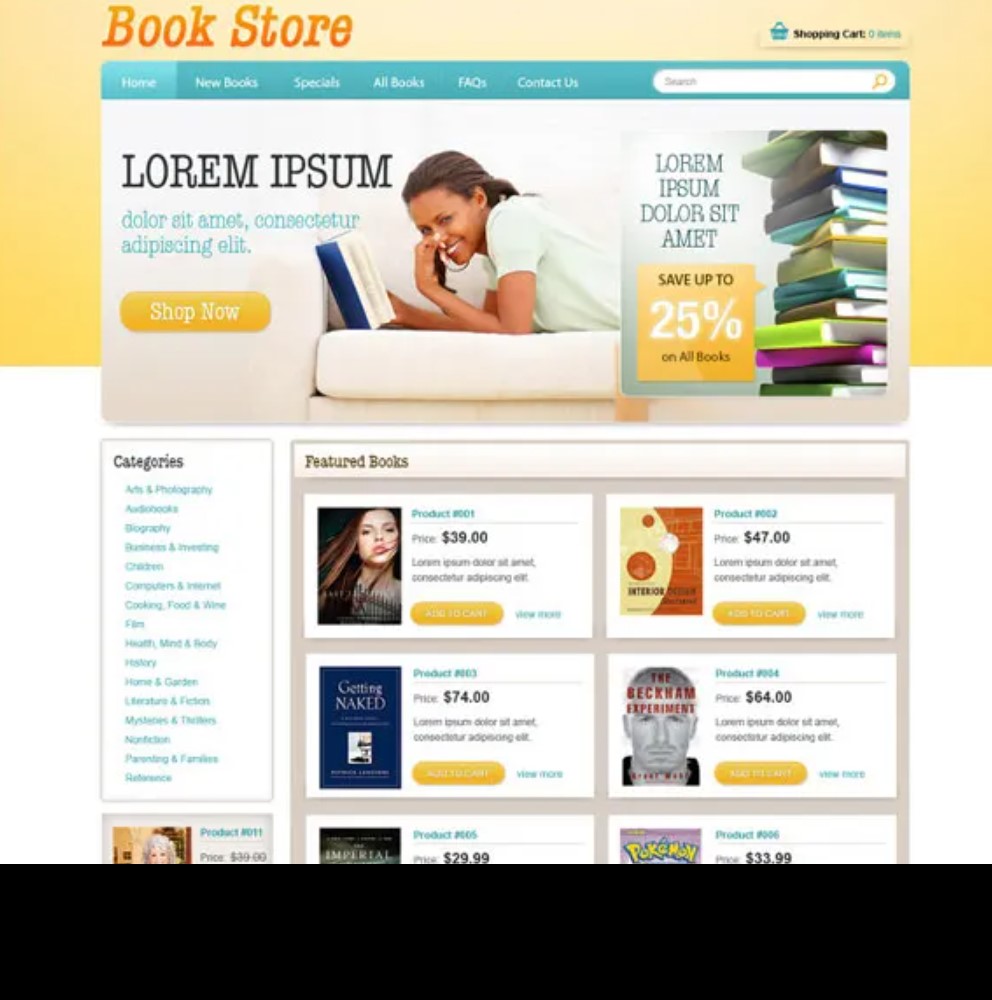 Book Store
Shopping Cart: 0 items
Home New Books Specials All Books FAQs Contact Us Search
LOREM IPSUM
dolor sit amet, consectetur
adipiscing elit.
Shop Now
LOREM
IPSUM
DOLOR SIT
AMET
SAVE UP TO
25%
on All Books
Categories
Arts & Photography
Audiobooks
Biography
Business & Investing
Children
Computers & Internet
Cooking, Food & Wine
Film
Health, Mind & Body
History
Home & Garden
Literature & Fiction
Mysteries & Thrillers
Nonfiction
Parenting & Families
Reference
Product #011
Price: $39.00
Featured Books
Product #001
Price: $39.00
Lorem ipsum dolor sit amet,
consectetur adipiscing elit.
ADD TO CART view more
INTERIOR DESIGN
Product #002
Price: $47.00
Lorem ipsum dolor sit amet,
consectetur adipiscing elit.
ADD TO CART view more
Getting
NAKED
PATRICK LENCIONI
Product #003
Price: $74.00
Lorem ipsum dolor sit amet,
consectetur adipiscing elit.
ADD TO CART view more
THE
BECKHAM
EXPERIMENT
Product #004
Price: $64.00
Lorem ipsum dolor sit amet,
consectetur adipiscing elit.
ADD TO CART view more
IMPERIAL
Product #005
Price: $29.99
POKéMON
Product #006
Price: $33.99